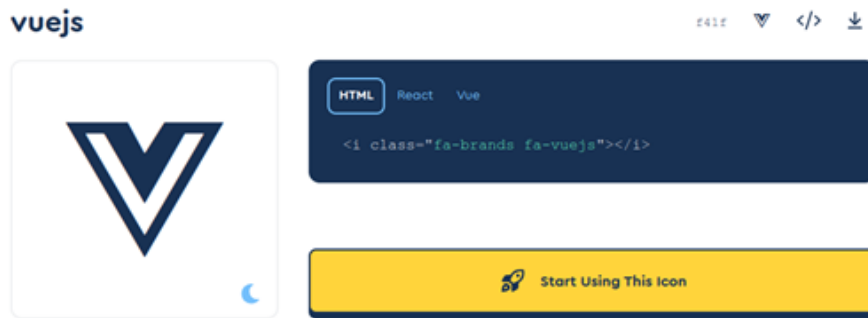 vuejs
f41f
</>
HTML React Vue
<i class="fa-brands fa-vuejs"></i>
Start Using This Icon